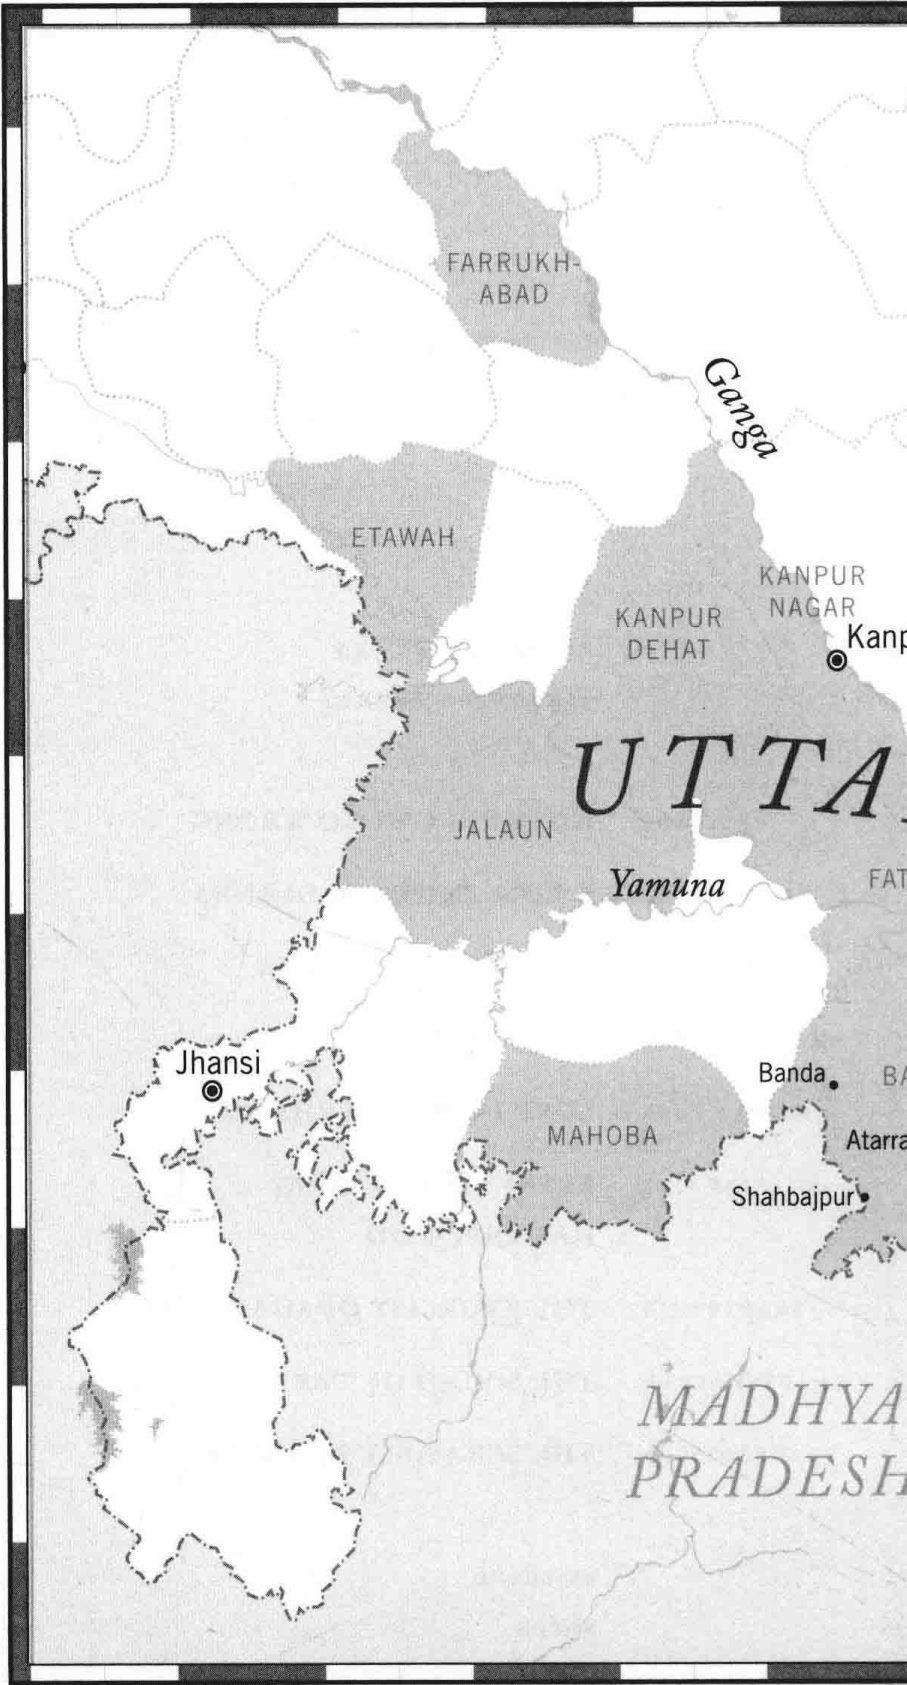 FARRUKH-
ABAD
Ganga
ETAWAH
KANPUR
NAGAR
KANPUR
DEHAT
Kanp
UTTA
JALAUN
Yamuna
FAT
Jhansi
Banda
BA
MAHOBA
Atarra
Shahbajpur
MADHYA
PRADESH